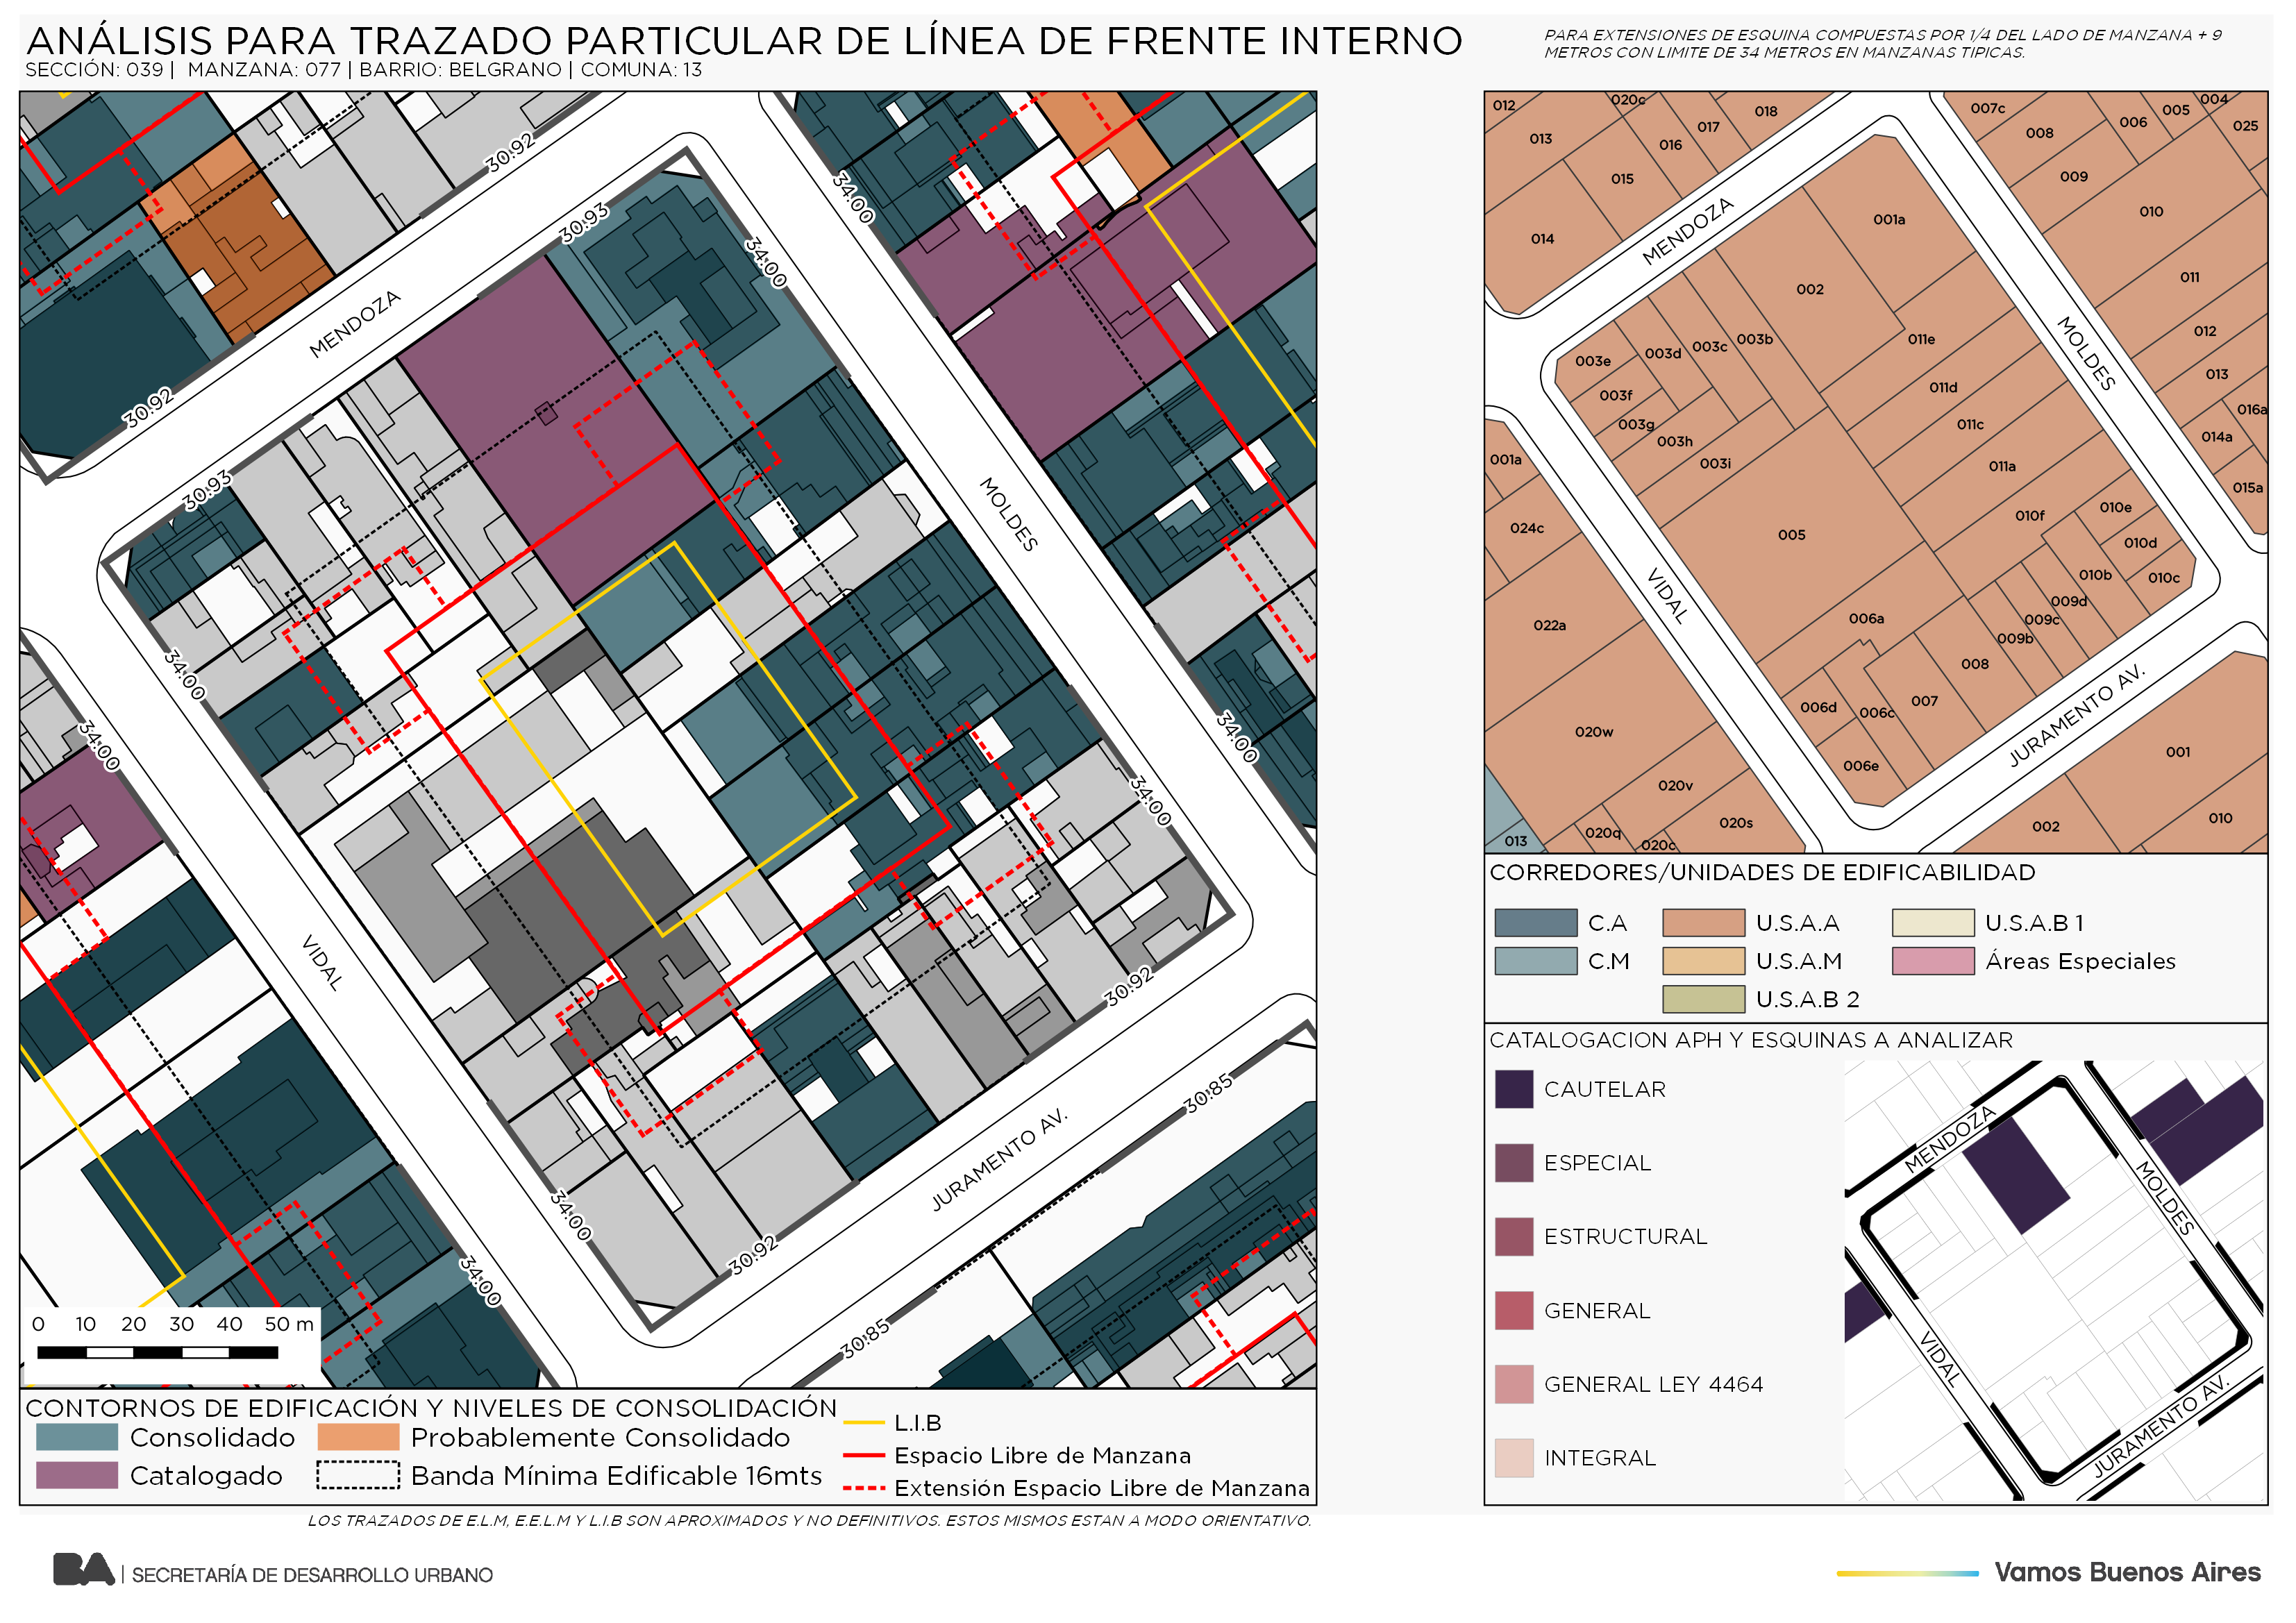 ANÁLISIS PARA TRAZADO PARTICULAR DE LÍNEA DE FRENTE INTERNO
SECCIÓN: 039 | MANZANA: 077 | BARRIO: BELGRANO | COMUNA: 13
PARA EXTENSIONES DE ESQUINA COMPUESTAS POR 1/4 DEL LADO DE MANZANA + 9
METROS CON LIMITE DE 34 METROS EN MANZANAS TIPICAS.
30.92
34.00
30.93
34.00
MENDOZA
30.92
30.93
MOLDES
34.00
34.00
34.00
34.00
VIDAL
30.92
30.85
JURAMENTO AV.
34.00
30.92
34.00
30.85
0 10 20 30 40 50 m
CONTORNOS DE EDIFICACIÓN Y NIVELES DE CONSOLIDACIÓN
Consolidado
Probablemente Consolidado
Catalogado
Banda Mínima Edificable 16mts
L.I.B
Espacio Libre de Manzana
Extensión Espacio Libre de Manzana
LOS TRAZADOS DE E.L.M, E.E.L.M Y L.I.B SON APROXIMADOS Y NO DEFINITIVOS. ESTOS MISMOS ESTAN A MODO ORIENTATIVO.
012
020c
018
007c
005
004
013
016
017
008
006
025
015
009
014
MENDOZA
001a
010
002
011
003e
003d
003c
003b
011e
MOLDES
012
003f
011d
013
003g
003h
011c
016a
001a
003i
011a
014a
015a
024c
005
010f
010e
010d
VIDAL
010b
010c
022a
006a
009d
009c
009b
008
020w
006d
006c
007
JURAMENTO AV.
001
006e
020v
020q
020s
002
010
013
020c
CORREDORES/UNIDADES DE EDIFICABILIDAD
C.A
U.S.A.A
U.S.A.B 1
C.M
U.S.A.M
Áreas Especiales
U.S.A.B 2
CATALOGACION APH Y ESQUINAS A ANALIZAR
CAUTELAR
ESPECIAL
ESTRUCTURAL
GENERAL
GENERAL LEY 4464
INTEGRAL
MENDOZA
MOLDES
VIDAL
JURAMENTO AV.
BA | SECRETARÍA DE DESARROLLO URBANO
Vamos Buenos Aires